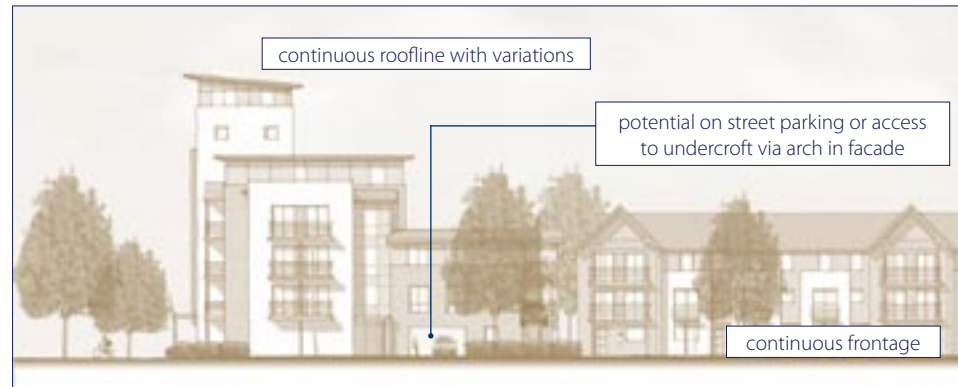 continuous roofline with variations
potential on street parking or access
to undercroft via arch in facade
continuous frontage